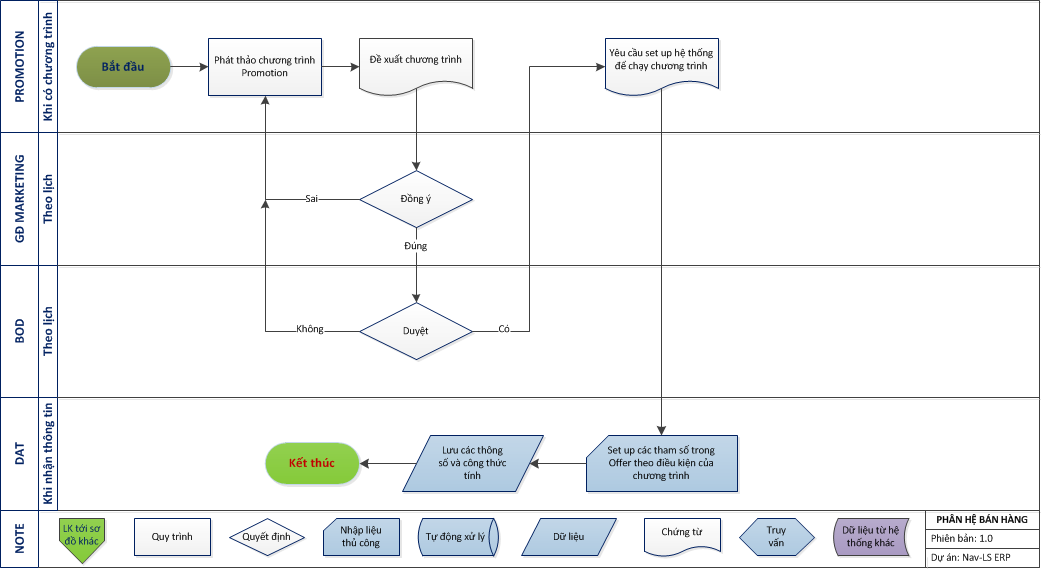 PROMOTION
Khi có chương trình
Bắt đầu
Phát thảo chương trình
Promotion
Đề xuất chương trình
Yêu cầu set up hệ thống
để chạy chương trình
GĐ MARKETING
Theo lịch
Sai
Đồng ý
Đúng
BOD
Theo lịch
Không
Duyệt
Có
DAT
Khi nhận thông tin
Kết thúc
Lưu các thông
số và công thức
tính
Set up các tham số trong
Offer theo điều kiện của
chương trình
NOTE
LK tới sơ
đồ khác
Quy trình
Quyết định
Nhập liệu
thủ công
Tự động xử lý
Dữ liệu
Chứng từ
Truy
vấn
Dữ liệu từ hệ
thống khác
PHÂN HỆ BÁN HÀNG
Phiên bản: 1.0
Dự án: Nav-LS ERP